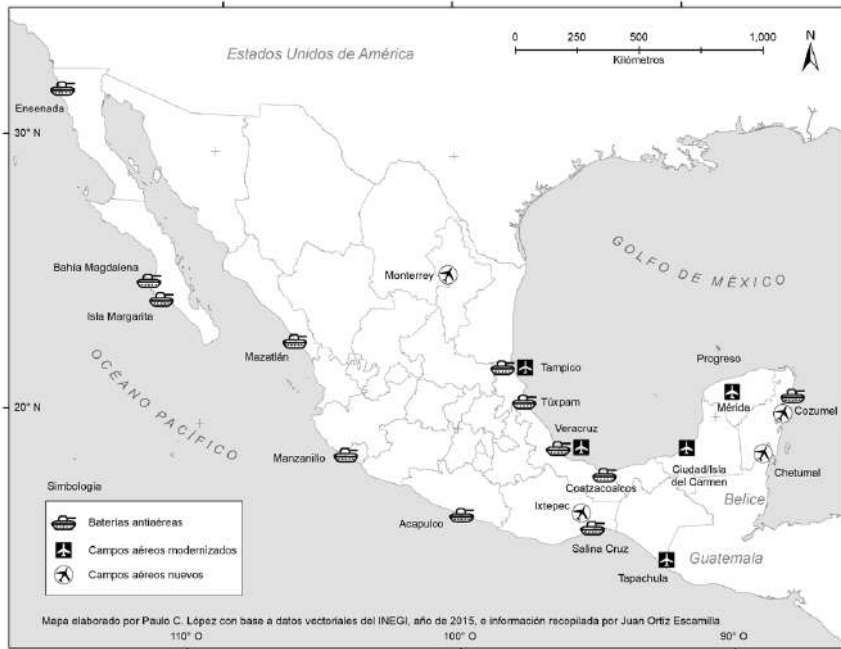 Estados Unidos de América
0 250 500 1,000
Kilómetros
N
Ensenada
30° N
GOLFO DE MÉXICO
Bahía Magdalena
Monterrey
Isla Margarita
OCÉANO PACÍFICO
Mazatlán
Tampico
Progreso
Túxpam
Mérida
Cozumel
20° N
Veracruz
Manzanillo
Ciudad/Isla
del Carmen
Chetumal
Coatzacoalcos
Simbología
Belice
Ixtepec
Baterías antiaéreas
Acapulco
Salina Cruz
Campos aéreos modernizados
Guatemala
Campos aéreos nuevos
Tapachula
Mapa elaborado por Paulo C. López con base a datos vectoriales del INEGI, año de 2015, e información recopilada por Juan Ortiz Escamilla
110° O 100° O 90° O